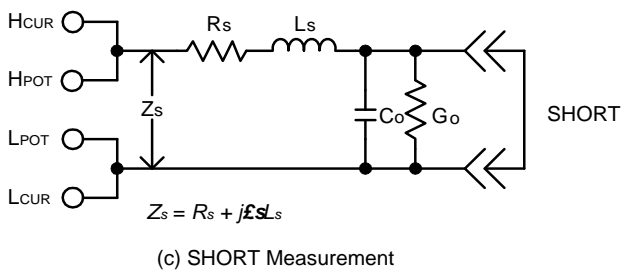 HCUR
Rs
Ls
HPOT
Zs
Co
Go
SHORT
LPOT
LCUR
Zs = Rs + j£sLs
(c) SHORT Measurement